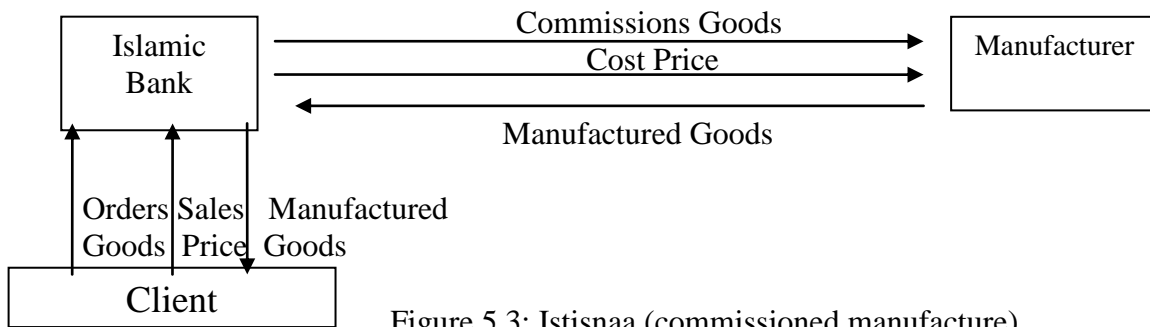 Islamic
Bank
Commissions Goods
Cost Price
Manufactured Goods
Manufacturer
Orders Sales Manufactured
Goods Price Goods
Client
Figure 5.3: Istisnaa (commissioned manufacture)